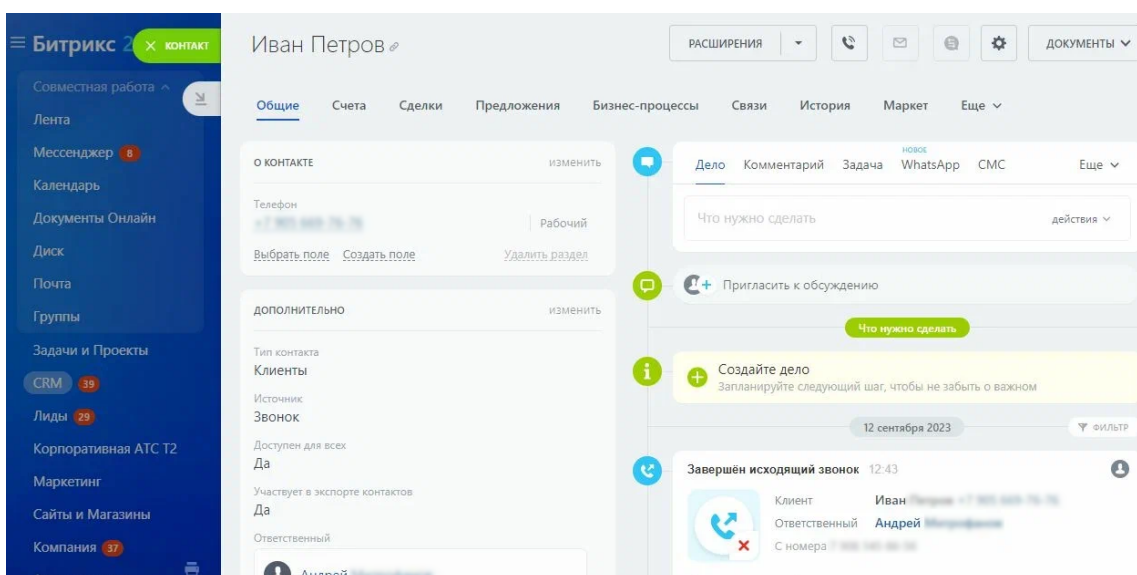 Битрикс 2
КОНТАКТ
Совместная работа
Лента
Мессенджер 8
Календарь
Документы Онлайн
Диск
Почта
Группы
Задачи и Проекты
CRM 39
Лиды 29
Корпоративная АТС Т2
Маркетинг
Сайты и Магазины
Компания 37
Иван Петров
РАСШИРЕНИЯ
ДОКУМЕНТЫ
Общие Счета Сделки Предложения Бизнес-процессы Связи История Маркет Еще
О КОНТАКТЕ изменить
Телефон
Рабочий
Выбрать поле Создать поле Удалить раздел
ДОПОЛНИТЕЛЬНО изменить
Тип контакта
Клиенты
Источник
Звонок
Доступен для всех
Да
Участвует в экспорте контактов
Да
Ответственный
Андрей
НОВОЕ
Дело Комментарий Задача WhatsApp СМС Еще
Что нужно сделать действия
Пригласить к обсуждению
Что нужно сделать
Создайте дело
Запланируйте следующий шаг, чтобы не забыть о важном
12 сентября 2023 ФИЛЬТР
Завершён исходящий звонок 12:43
Клиент Иван
Ответственный Андрей
С номера